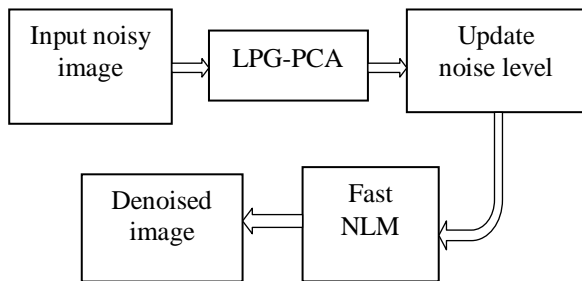 Input noisy
image
LPG-PCA
Update
noise level
Fast
NLM
Denoised
image